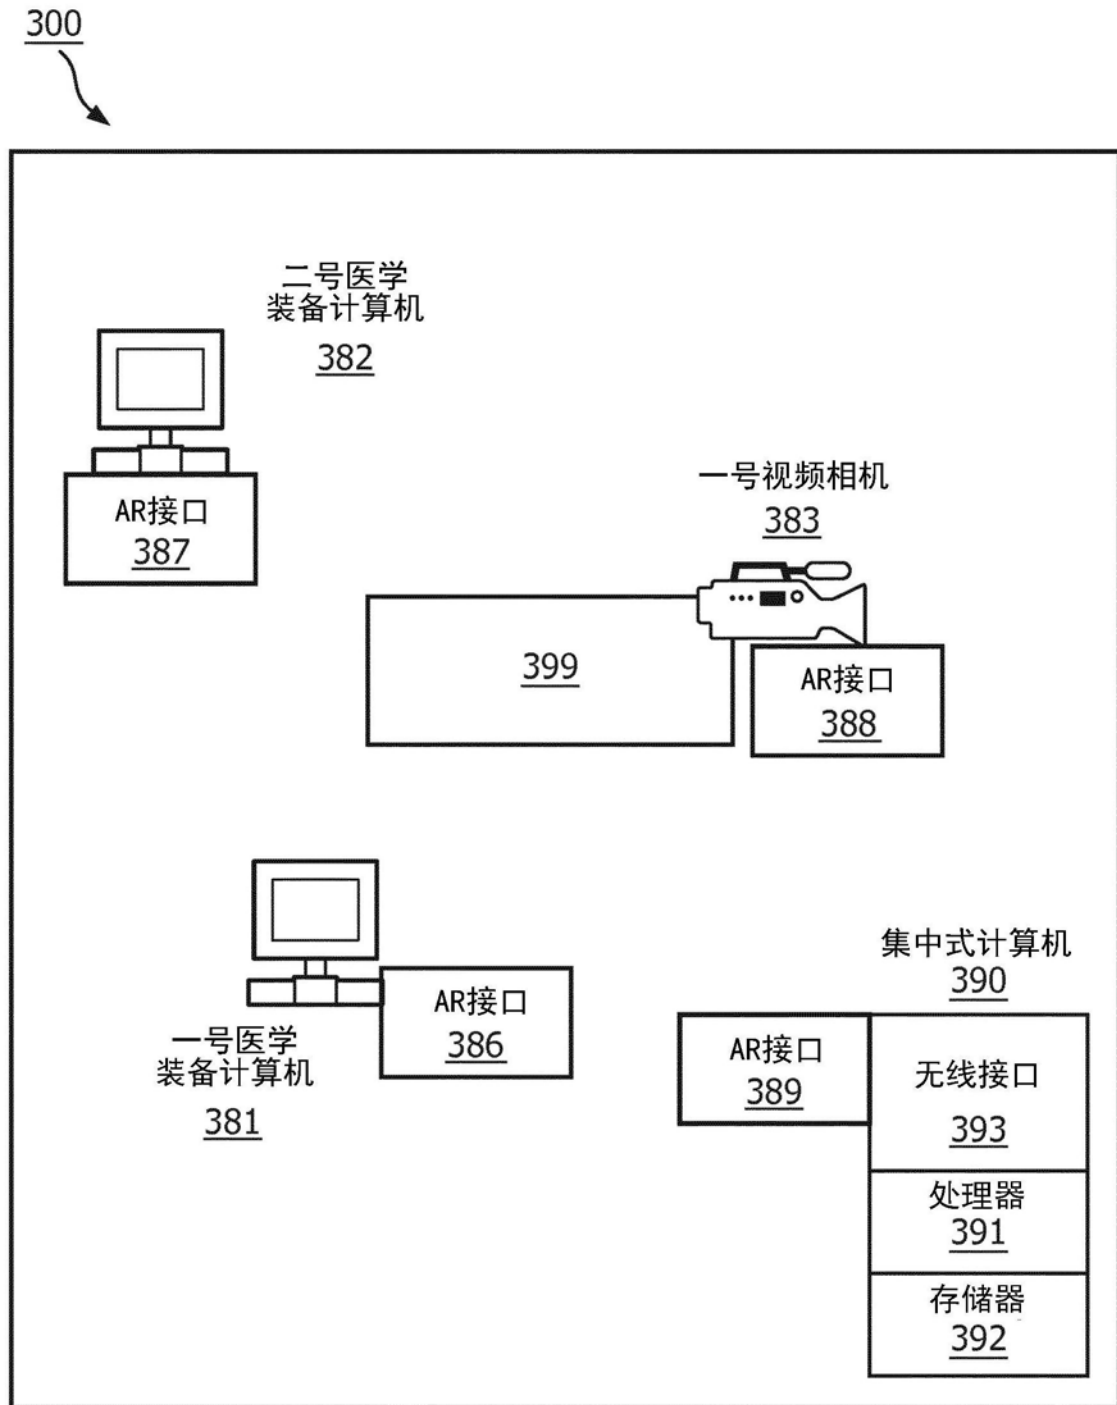 300
二号医学
装备计算机
382
AR接口
387
一号视频相机
383
399
AR接口
388
AR接口
386
一号医学
装备计算机
381
集中式计算机
390
AR接口
389
无线接口
393
处理器
391
存储器
392